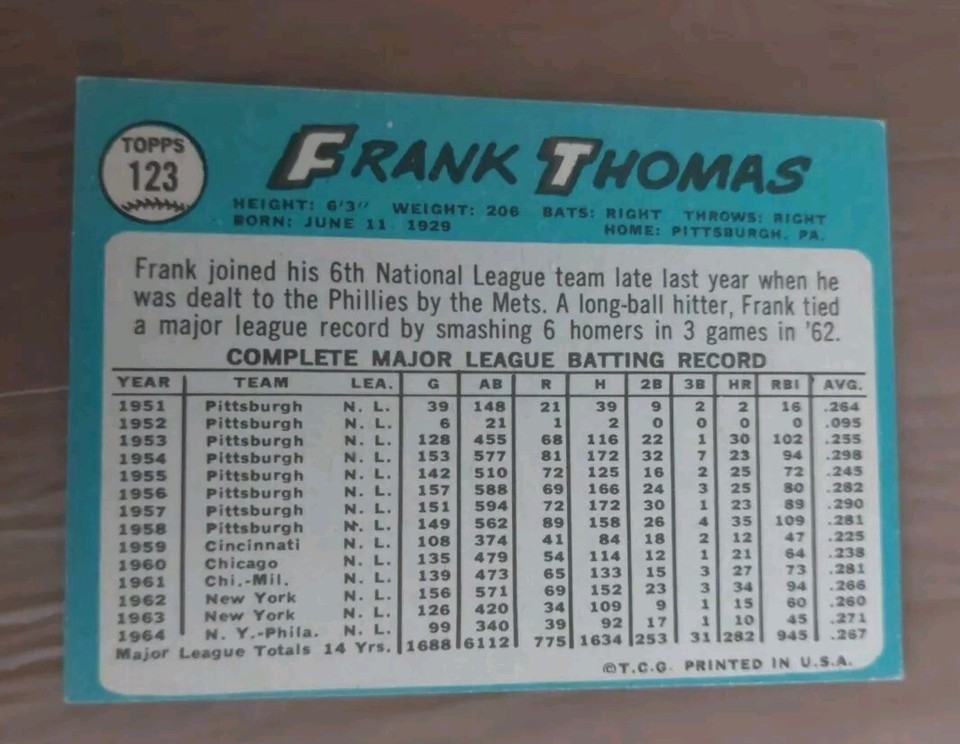 TOPPS
123
FRANK THOMAS
HEIGHT: 6'3" WEIGHT: 206 BATS: RIGHT THROWS: RIGHT
BORN: JUNE 11 1929 HOME: PITTSBURGH, PA.
Frank joined his 6th National League team late last year when he
was dealt to the Phillies by the Mets. A long-ball hitter, Frank tied
a major league record by smashing 6 homers in 3 games in '62.
COMPLETE MAJOR LEAGUE BATTING RECORD
YEAR TEAM LEA. G AB R H 2B 3B HR RBI AVG.
1951 Pittsburgh N. L. 39 148 21 39 9 2 2 16 .264
1952 Pittsburgh N. L. 6 21 1 2 0 0 0 0 .095
1953 Pittsburgh N. L. 128 455 68 116 22 1 30 102 .255
1954 Pittsburgh N. L. 153 577 81 172 32 7 23 94 .298
1955 Pittsburgh N. L. 142 510 72 125 16 2 25 72 .245
1956 Pittsburgh N. L. 157 588 69 166 24 3 25 80 .282
1957 Pittsburgh N. L. 151 594 72 172 30 1 23 89 .290
1958 Pittsburgh N. L. 149 562 89 158 26 4 35 109 .281
1959 Cincinnati N. L. 108 374 41 84 18 2 12 47 .225
1960 Chicago N. L. 135 479 54 114 12 1 21 64 .238
1961 Chi.-Mil. N. L. 139 473 65 133 15 3 27 73 .281
1962 New York N. L. 156 571 69 152 23 3 34 94 .266
1963 New York N. L. 126 420 34 109 9 1 15 60 .260
1964 N. Y.-Phila. N. L. 99 340 39 92 17 1 10 45 .271
Major League Totals 14 Yrs. 1688 6112 775 1634 253 31 282 945 .267
©T.C.G. PRINTED IN U.S.A.